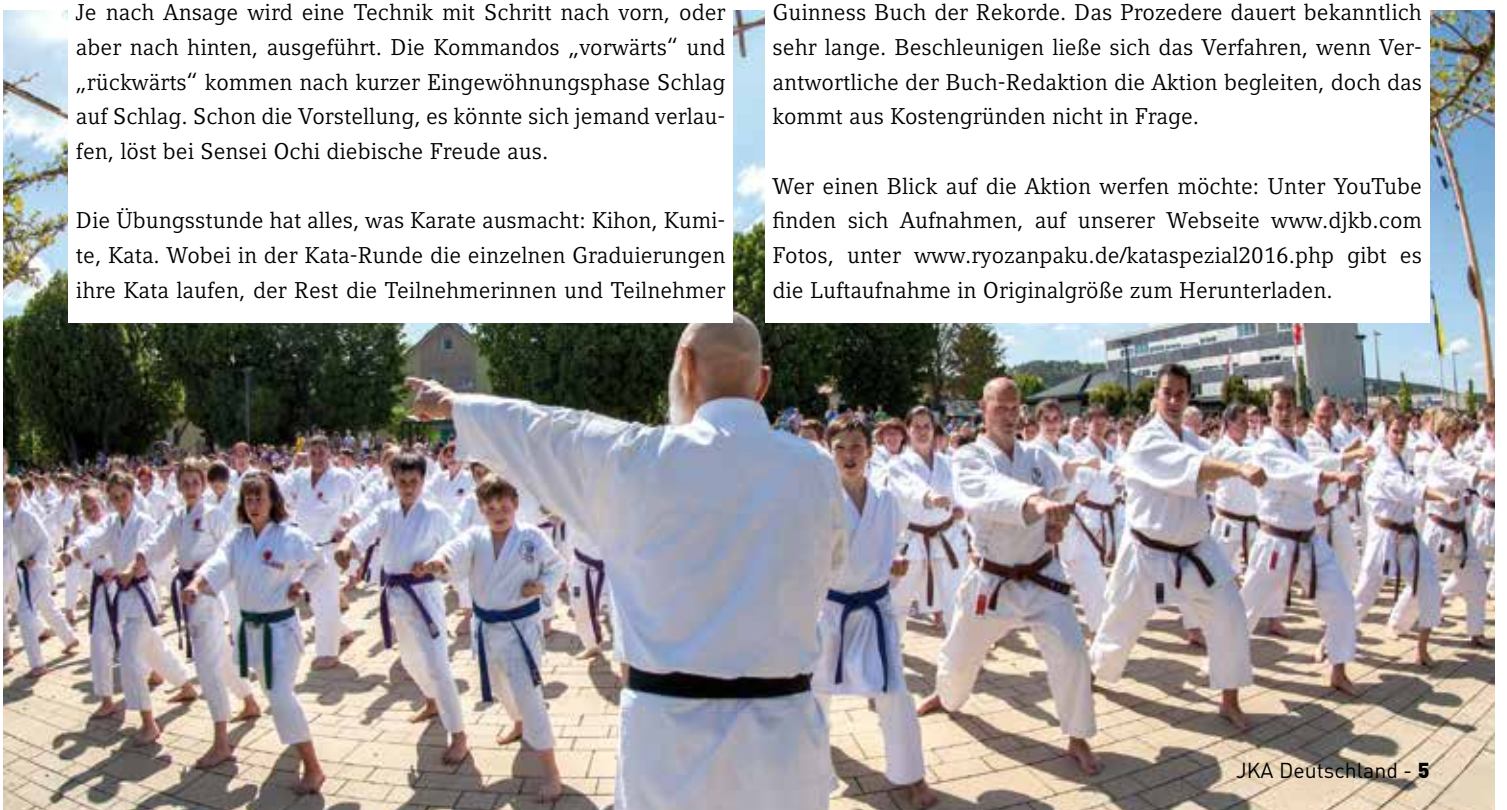 Je nach Ansage wird eine Technik mit Schritt nach vorn, oder
aber nach hinten, ausgeführt. Die Kommandos „vorwärts“ und
„rückwärts“ kommen nach kurzer Eingewöhnungsphase Schlag
auf Schlag. Schon die Vorstellung, es könnte sich jemand verlau-
fen, löst bei Sensei Ochi diebische Freude aus.
Die Übungsstunde hat alles, was Karate ausmacht: Kihon, Kumi-
te, Kata. Wobei in der Kata-Runde die einzelnen Graduierungen
ihre Kata laufen, der Rest die Teilnehmerinnen und Teilnehmer
Guinness Buch der Rekorde. Das Prozedere dauert bekanntlich
sehr lange. Beschleunigen ließe sich das Verfahren, wenn Ver-
antwortliche der Buch-Redaktion die Aktion begleiten, doch das
kommt aus Kostengründen nicht in Frage.
Wer einen Blick auf die Aktion werfen möchte: Unter YouTube
finden sich Aufnahmen, auf unserer Webseite www.djkb.com
Fotos, unter www.ryozanpaku.de/kataspezial2016.php gibt es
die Luftaufnahme in Originalgröße zum Herunterladen.
JKA Deutschland - 5